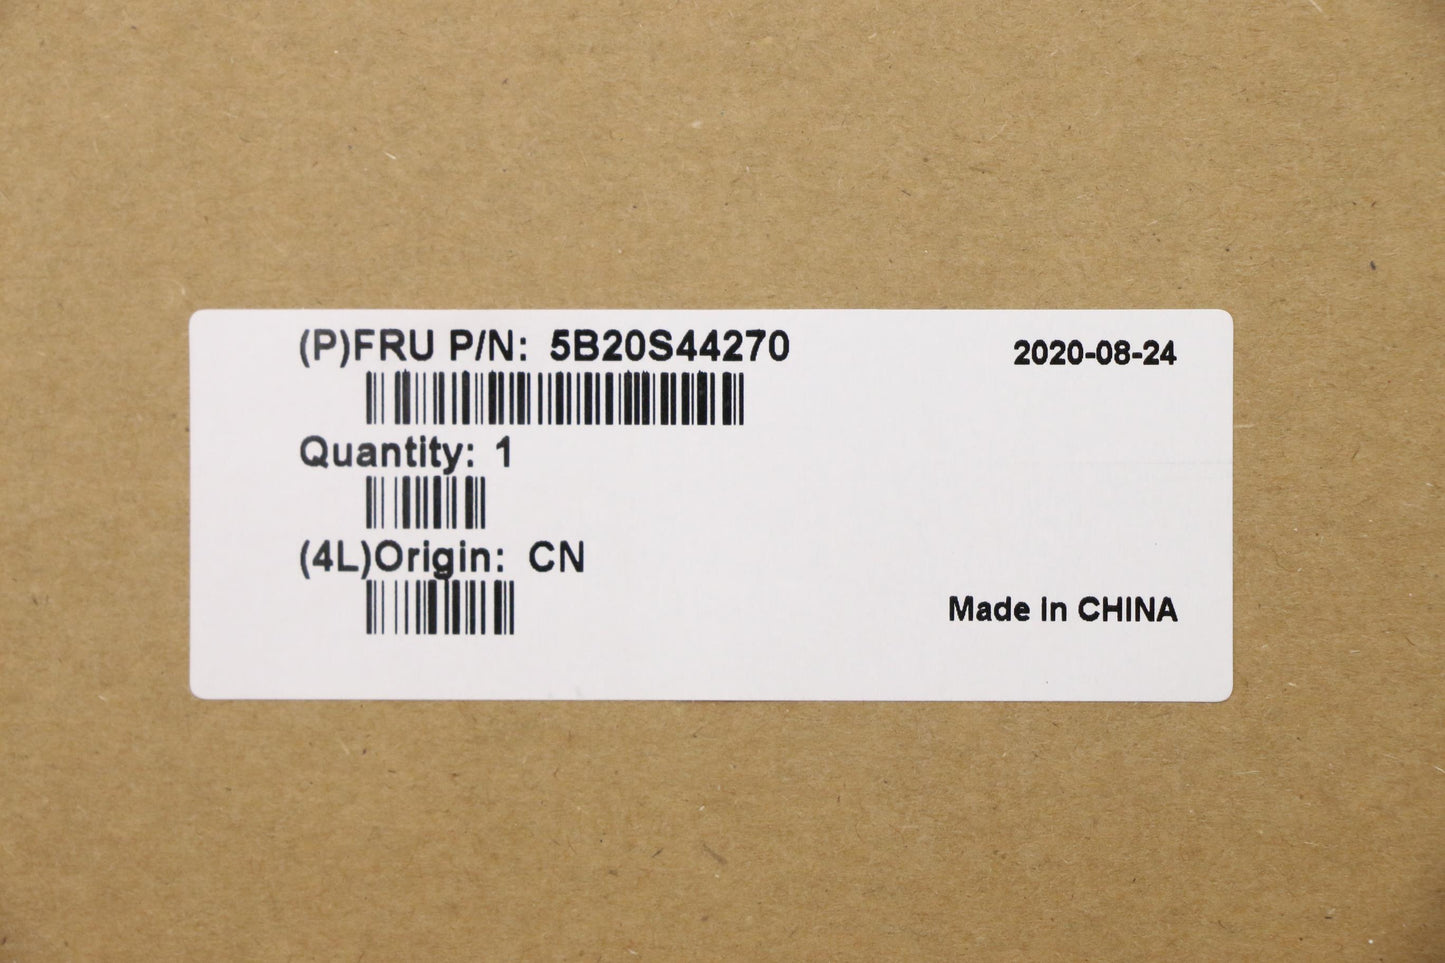 (P)FRU P/N: 5B20S44270
2020-08-24
Quantity: 1
(4L)Origin: CN
Made in CHINA